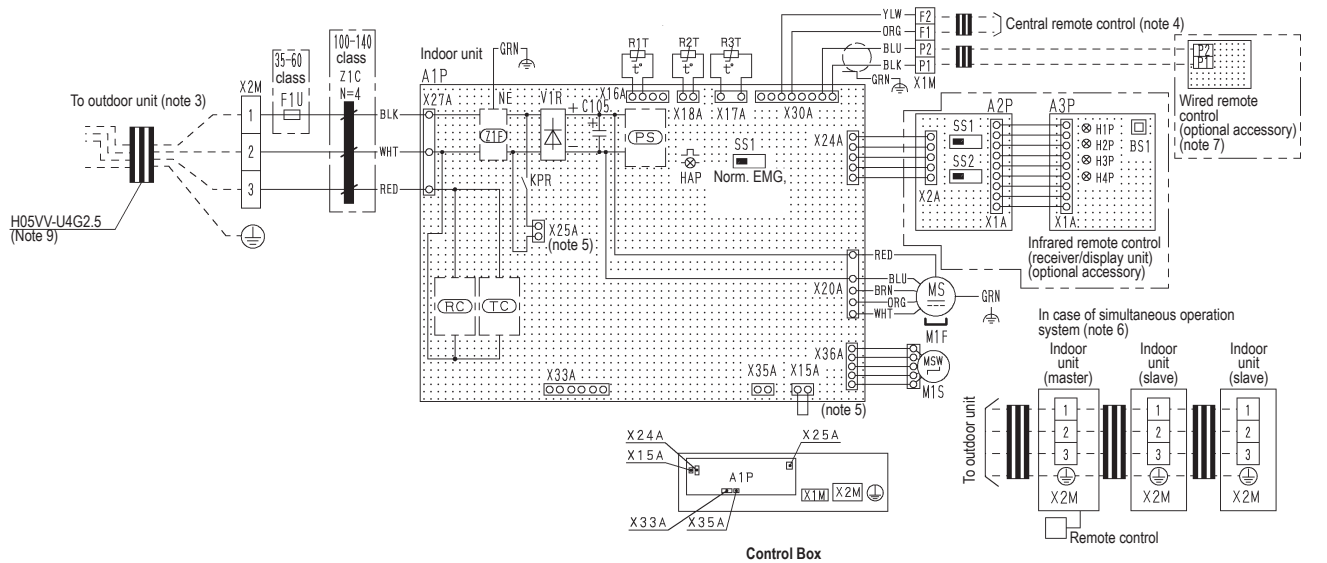 To outdoor unit (note 3)
H05VV-U4G2.5
(Note 9)
X2M
1
2
3
35-60
class
F1U
100-140
class
Z1C
N=4
BLK
WHT
RED
Indoor unit
A1P
X27A
GRN
NE
Z1F
V1R
+
-
C105
+
PS
KPR
X25A
(note 5)
RC
TC
HAP
SS1
Norm. EMG,
R1T
t°
R2T
t°
R3T
t°
X16A
X18A
X17A
X30A
YLW
ORG
BLU
BLK
GRN
F2
F1
P2
P1
X1M
Central remote control (note 4)
P2
P1
Wired remote
control
(optional accessory)
(note 7)
X24A
A2P
SS1
SS2
X2A
X1A
A3P
H1P
H2P
H3P
H4P
BS1
X1A
Infrared remote control
(receiver/display unit)
(optional accessory)
X20A
RED
BLU
BRN
ORG
WHT
MS
GRN
M1F
X36A
MSW
M1S
X33A
X35A
X15A
(note 5)
X24A
X15A
X33A
X35A
X25A
A1P
X1M
X2M
Control Box
In case of simultaneous operation
system (note 6)
Indoor
unit
(master)
Indoor
unit
(slave)
Indoor
unit
(slave)
To outdoor unit
1
2
3
X2M
1
2
3
X2M
1
2
3
X2M
Remote control